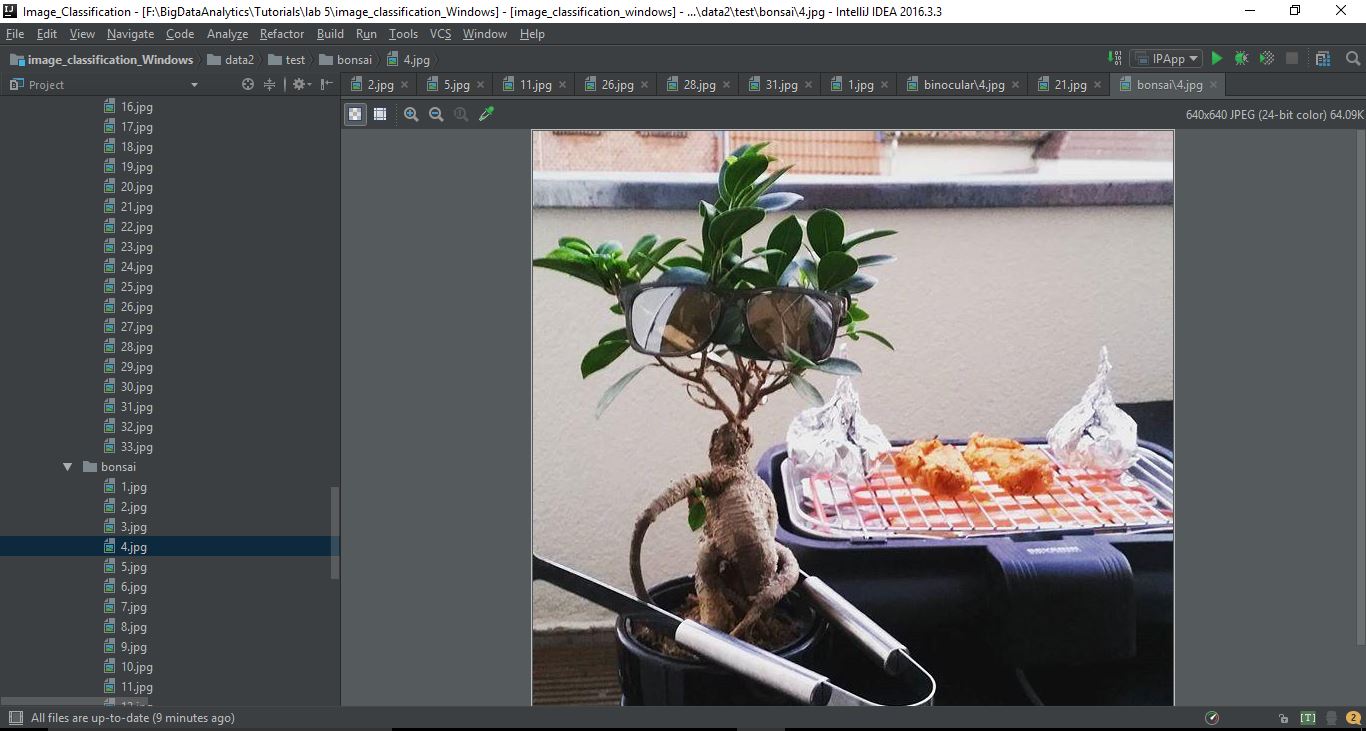 Image_Classification - [F:\BigDataAnalytics\Tutorials\lab 5\image_classification_Windows] - [image_classification_windows] - ...\data2\test\bonsai\4.jpg - IntelliJ IDEA 2016.3.3
File Edit View Navigate Code Analyze Refactor Build Run Tools VCS Window Help
image_classification_Windows data2 test bonsai 4.jpg IPApp
Project
2.jpg 5.jpg 11.jpg 26.jpg 28.jpg 31.jpg 1.jpg binocular\4.jpg 21.jpg bonsai\4.jpg
640x640 JPEG (24-bit color) 64.09K
16.jpg
17.jpg
18.jpg
19.jpg
20.jpg
21.jpg
22.jpg
23.jpg
24.jpg
25.jpg
26.jpg
27.jpg
28.jpg
29.jpg
30.jpg
31.jpg
32.jpg
33.jpg
bonsai
1.jpg
2.jpg
3.jpg
4.jpg
5.jpg
6.jpg
7.jpg
8.jpg
9.jpg
10.jpg
11.jpg
All files are up-to-date (9 minutes ago)
[T] 2